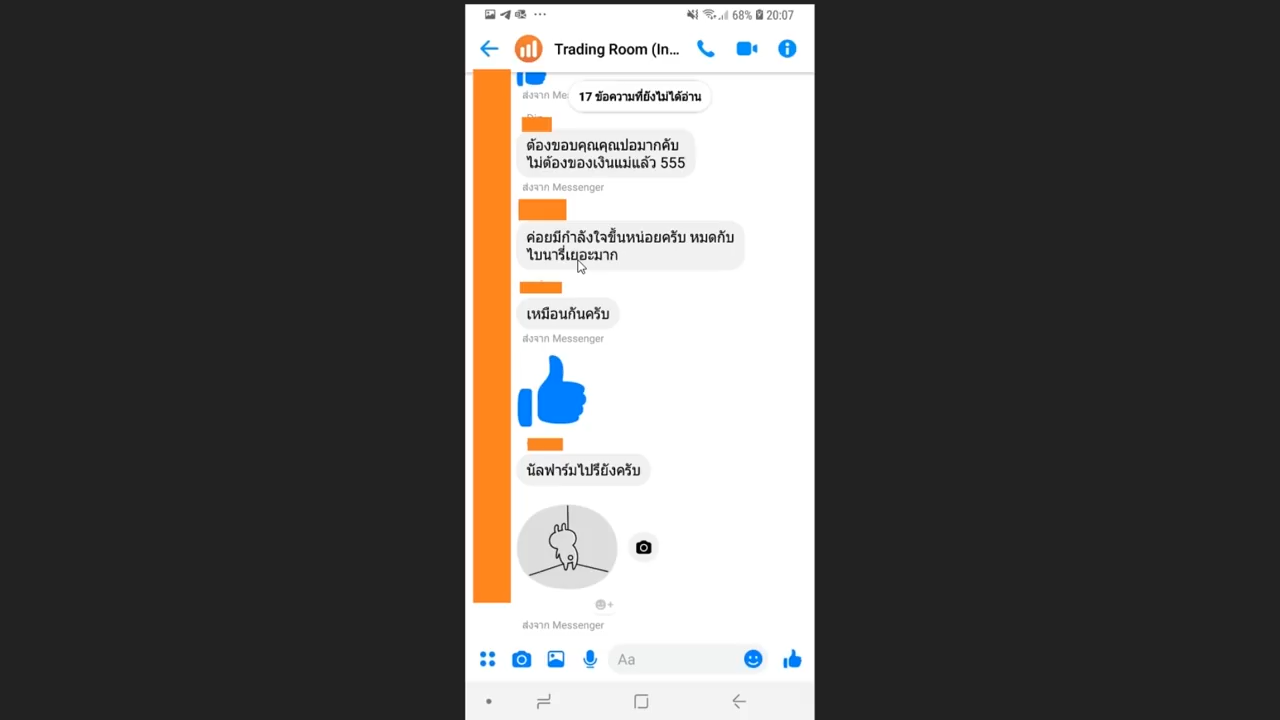 68% 20:07
Trading Room (In...
ส่งจาก Me
17 ข้อความที่ยังไม่ได้อ่าน
ต้องขอบคุณคุณปอมากคับ
ไม่ต้องของเงินแม่แล้ว 555
ส่งจาก Messenger
ค่อยมีกำลังใจขึ้นหน่อยครับ หมดกับ
ไบนารี่เยอะมาก
เหมือนกันครับ
ส่งจาก Messenger
นัลฟาร์มไปรึยังครับ
ส่งจาก Messenger
Aa